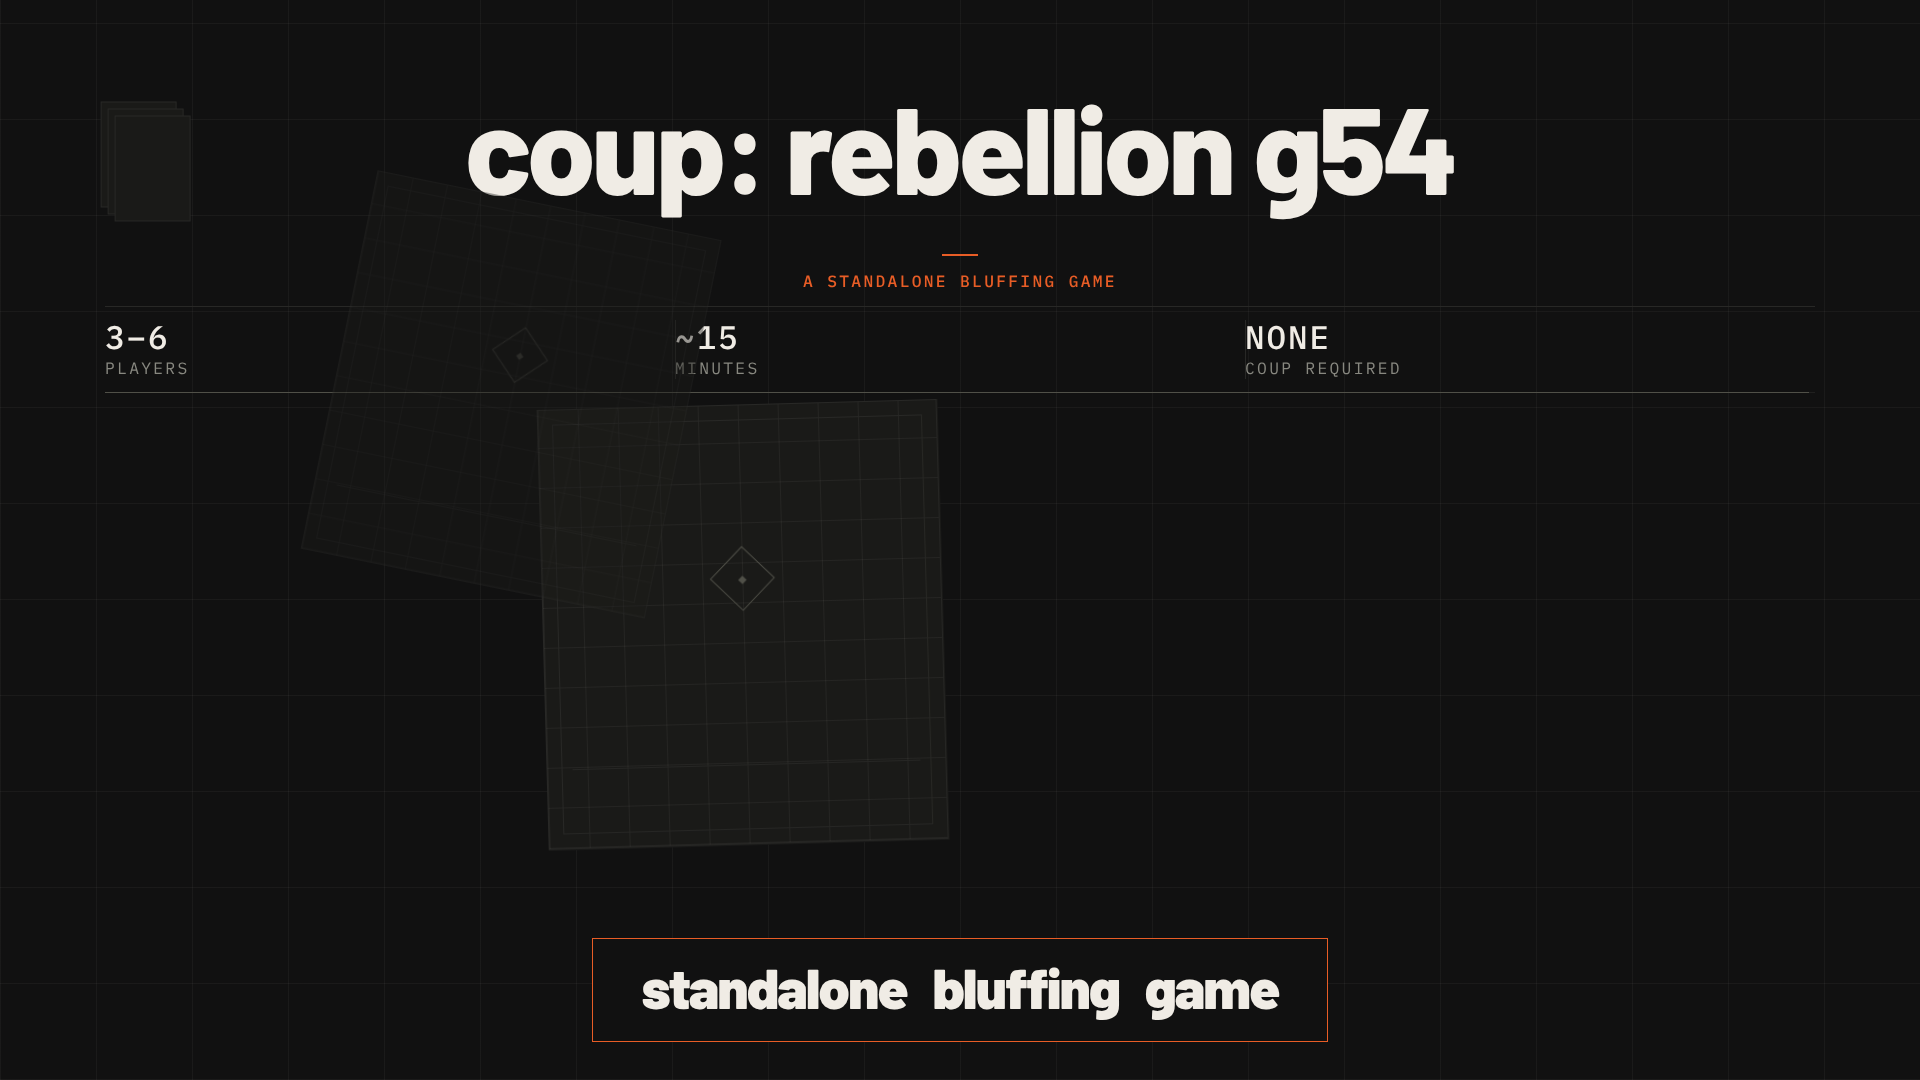 coup: rebellion g54
A STANDALONE BLUFFING GAME
3–6
PLAYERS
~15
MINUTES
NONE
COUP REQUIRED
standalone bluffing game